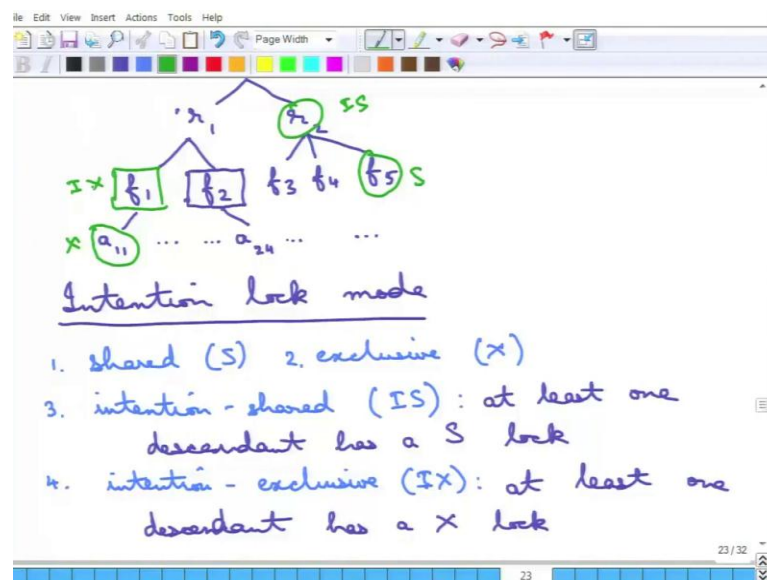 ile Edit View Insert Actions Tools Help
Page Width
B I
r1 r2 IS
IX f1 f2 f3 f4 f5 S
X a11 ... ... a24 ... ...
Intention lock mode
1. shared (S) 2. exclusive (X)
3. intention-shared (IS): at least one
descendant has a S lock
4. intention-exclusive (IX): at least one
descendant has a X lock
23/32
23